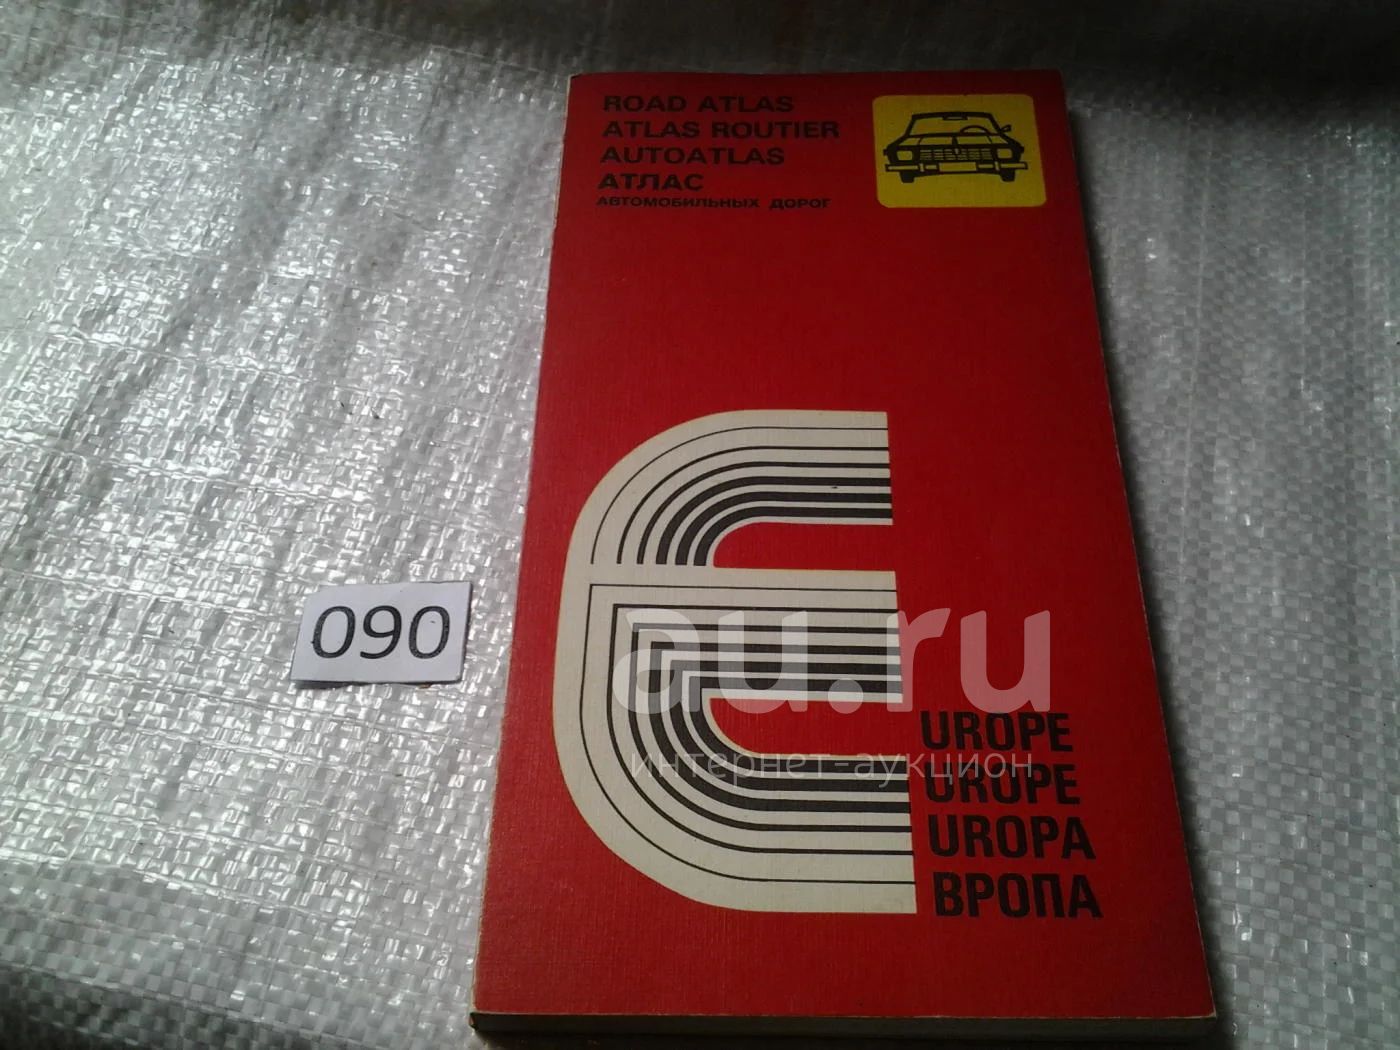 ROAD ATLAS
ATLAS ROUTIER
AUTOATLAS
АТЛАС
АВТОМОБИЛЬНЫХ ДОРОГ
090
au.ru
интернет-аукцион
E
UROPE
UROPE
UROPA
ВРОПА